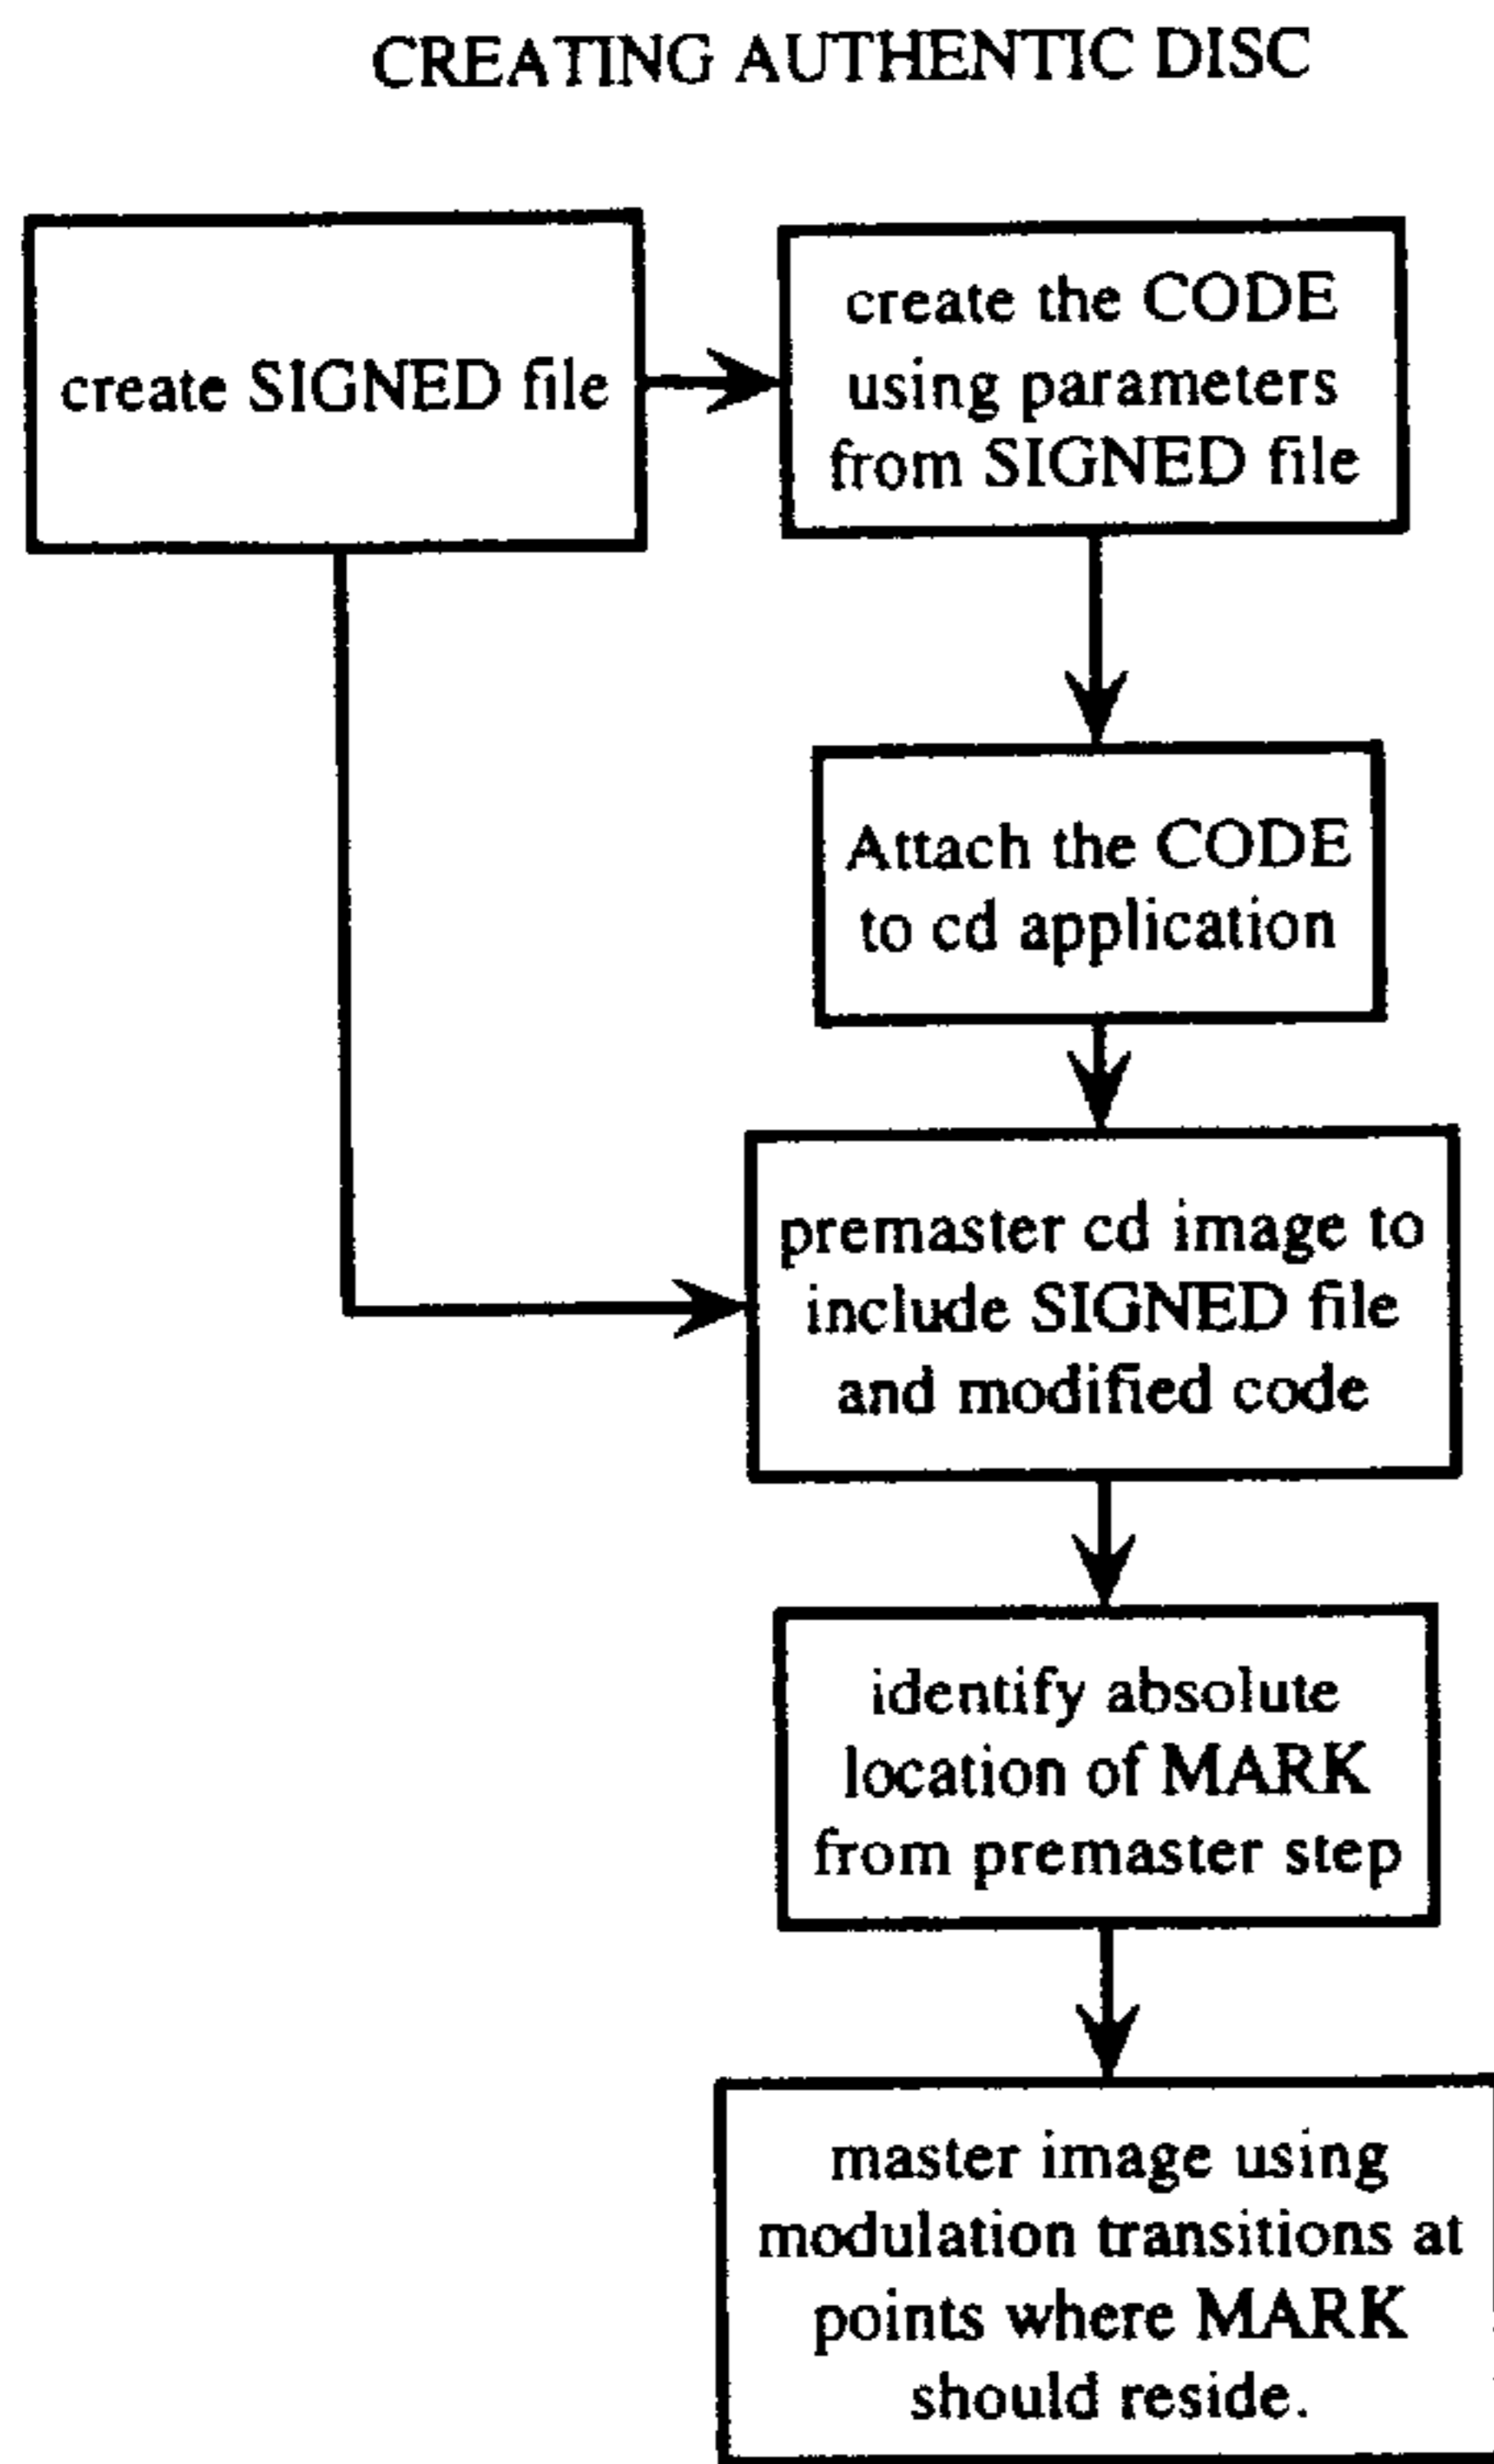 CREATING AUTHENTIC DISC
create SIGNED file
create the CODE
using parameters
from SIGNED file
Attach the CODE
to cd application
premaster cd image to
include SIGNED file
and modified code
identify absolute
location of MARK
from premaster step
master image using
modulation transitions at
points where MARK
should reside.